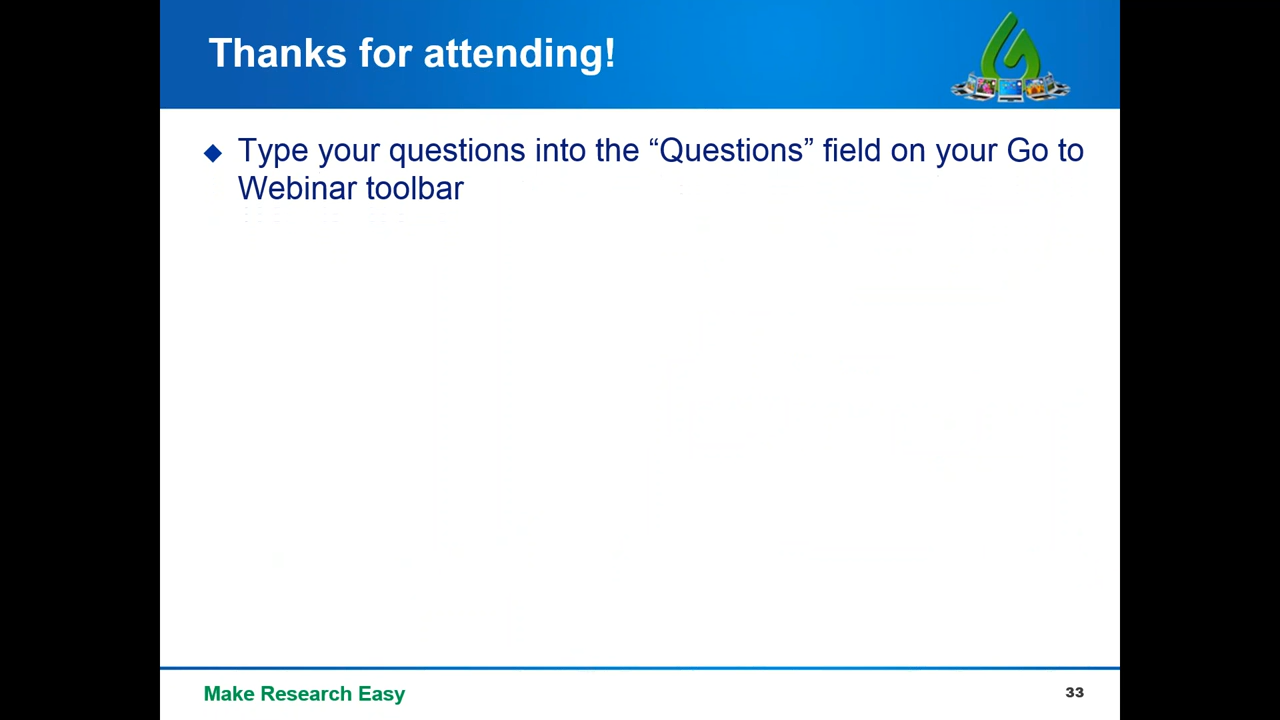 Thanks for attending!
Type your questions into the “Questions” field on your Go to
Webinar toolbar
Make Research Easy
33